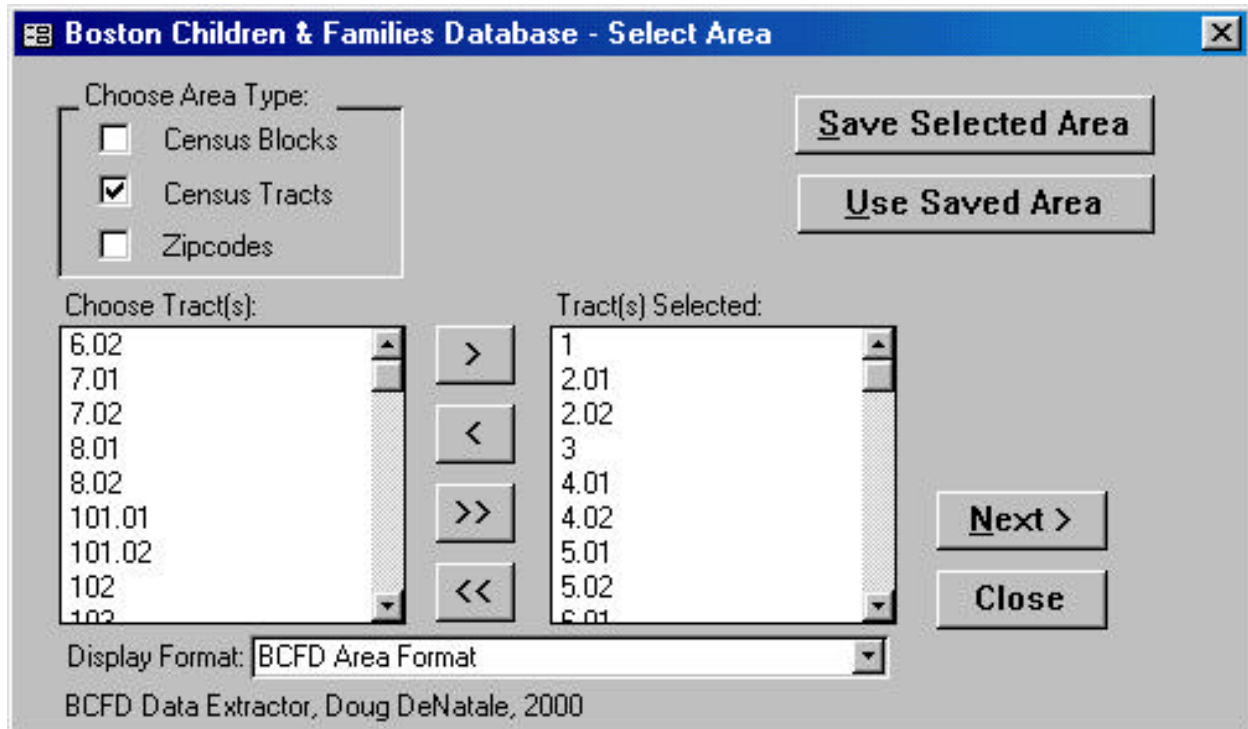 Boston Children & Families Database - Select Area
Choose Area Type:
Census Blocks
Census Tracts
Zipcodes
Save Selected Area
Use Saved Area
Choose Tract(s):
6.02
7.01
7.02
8.01
8.02
101.01
101.02
102
103
>
<
>>
<<
Tract(s) Selected:
1
2.01
2.02
3
4.01
4.02
5.01
5.02
6.01
Next >
Close
Display Format: BCFD Area Format
BCFD Data Extractor, Doug DeNatale, 2000